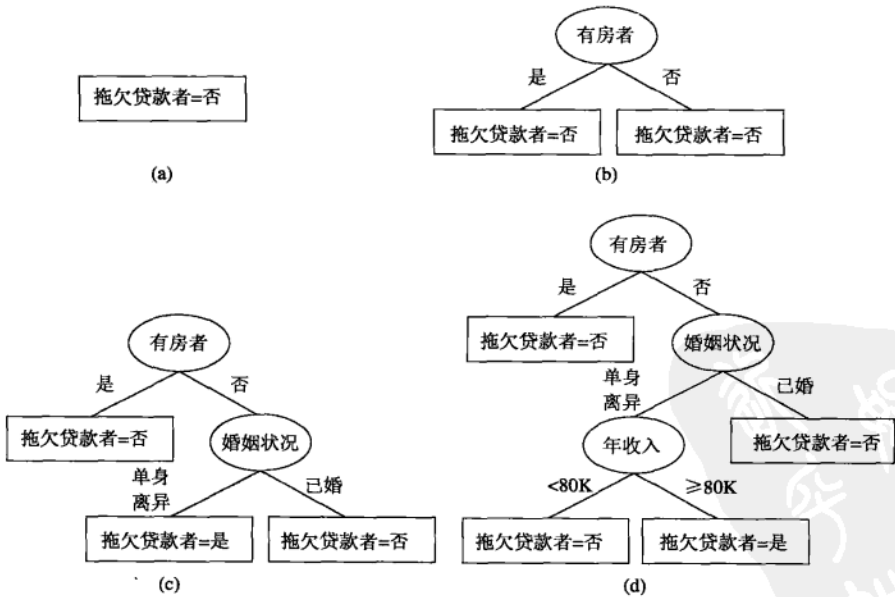 拖欠贷款者=否
(a)
有房者
是
否
拖欠贷款者=否
拖欠贷款者=否
(b)
有房者
是
否
拖欠贷款者=否
婚姻状况
单身
离异
已婚
拖欠贷款者=是
拖欠贷款者=否
(c)
有房者
是
否
拖欠贷款者=否
婚姻状况
单身
离异
已婚
年收入
拖欠贷款者=否
<80K
≥80K
拖欠贷款者=否
拖欠贷款者=是
(d)